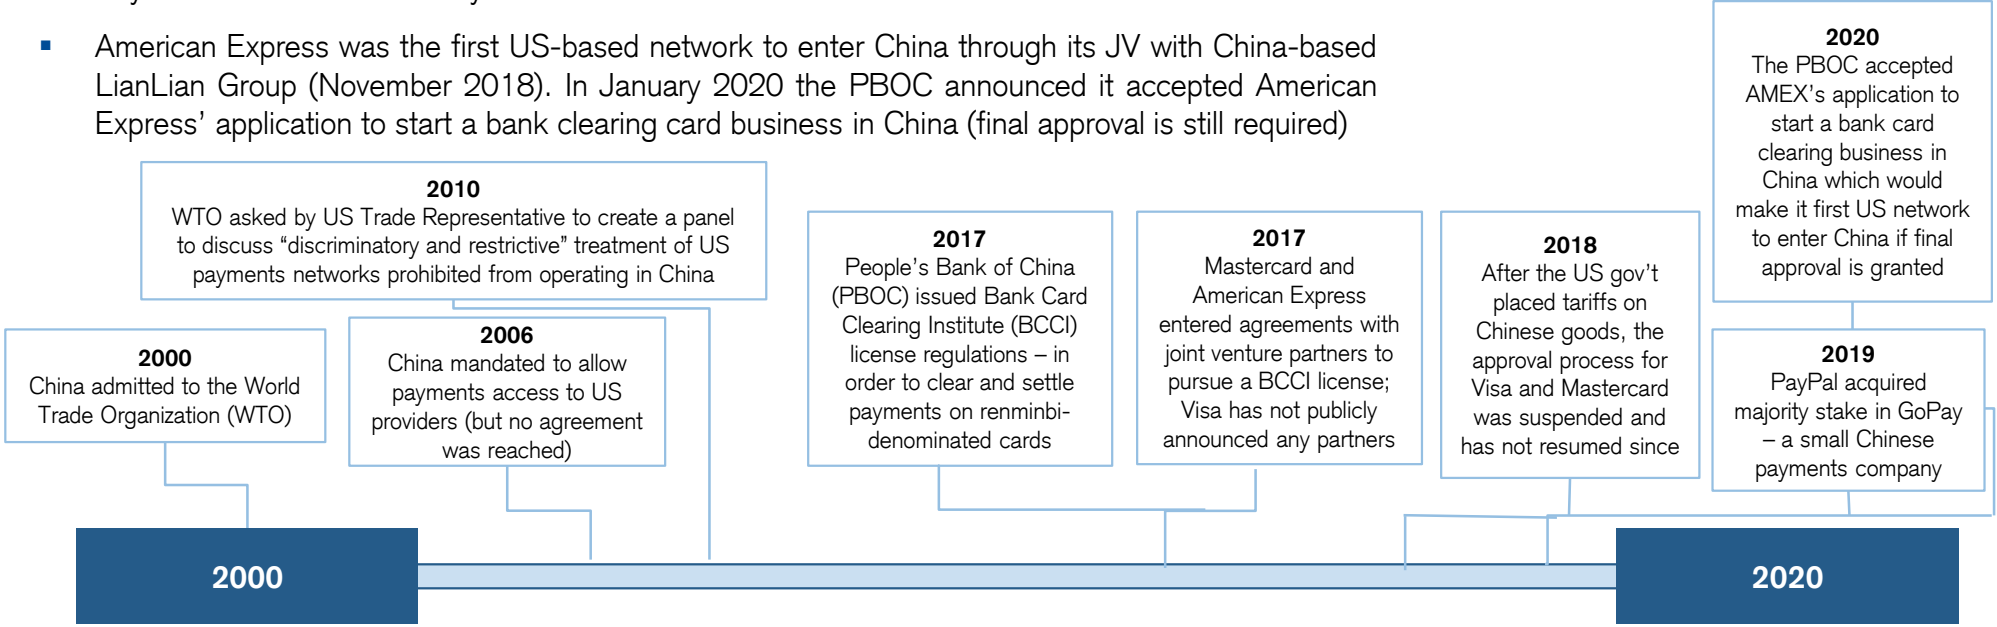 ▪ American Express was the first US-based network to enter China through its JV with China-based
LianLian Group (November 2018). In January 2020 the PBOC announced it accepted American
Express’ application to start a bank clearing card business in China (final approval is still required)
2000
China admitted to the World
Trade Organization (WTO)
2010
WTO asked by US Trade Representative to create a panel
to discuss “discriminatory and restrictive” treatment of US
payments networks prohibited from operating in China
2006
China mandated to allow
payments access to US
providers (but no agreement
was reached)
2017
People’s Bank of China
(PBOC) issued Bank Card
Clearing Institute (BCCI)
license regulations – in
order to clear and settle
payments on renminbi-
denominated cards
2017
Mastercard and
American Express
entered agreements with
joint venture partners to
pursue a BCCI license;
Visa has not publicly
announced any partners
2018
After the US gov’t
placed tariffs on
Chinese goods, the
approval process for
Visa and Mastercard
was suspended and
has not resumed since
2020
The PBOC accepted
AMEX’s application to
start a bank card
clearing business in
China which would
make it first US network
to enter China if final
approval is granted
2019
PayPal acquired
majority stake in GoPay
– a small Chinese
payments company
2000
2020